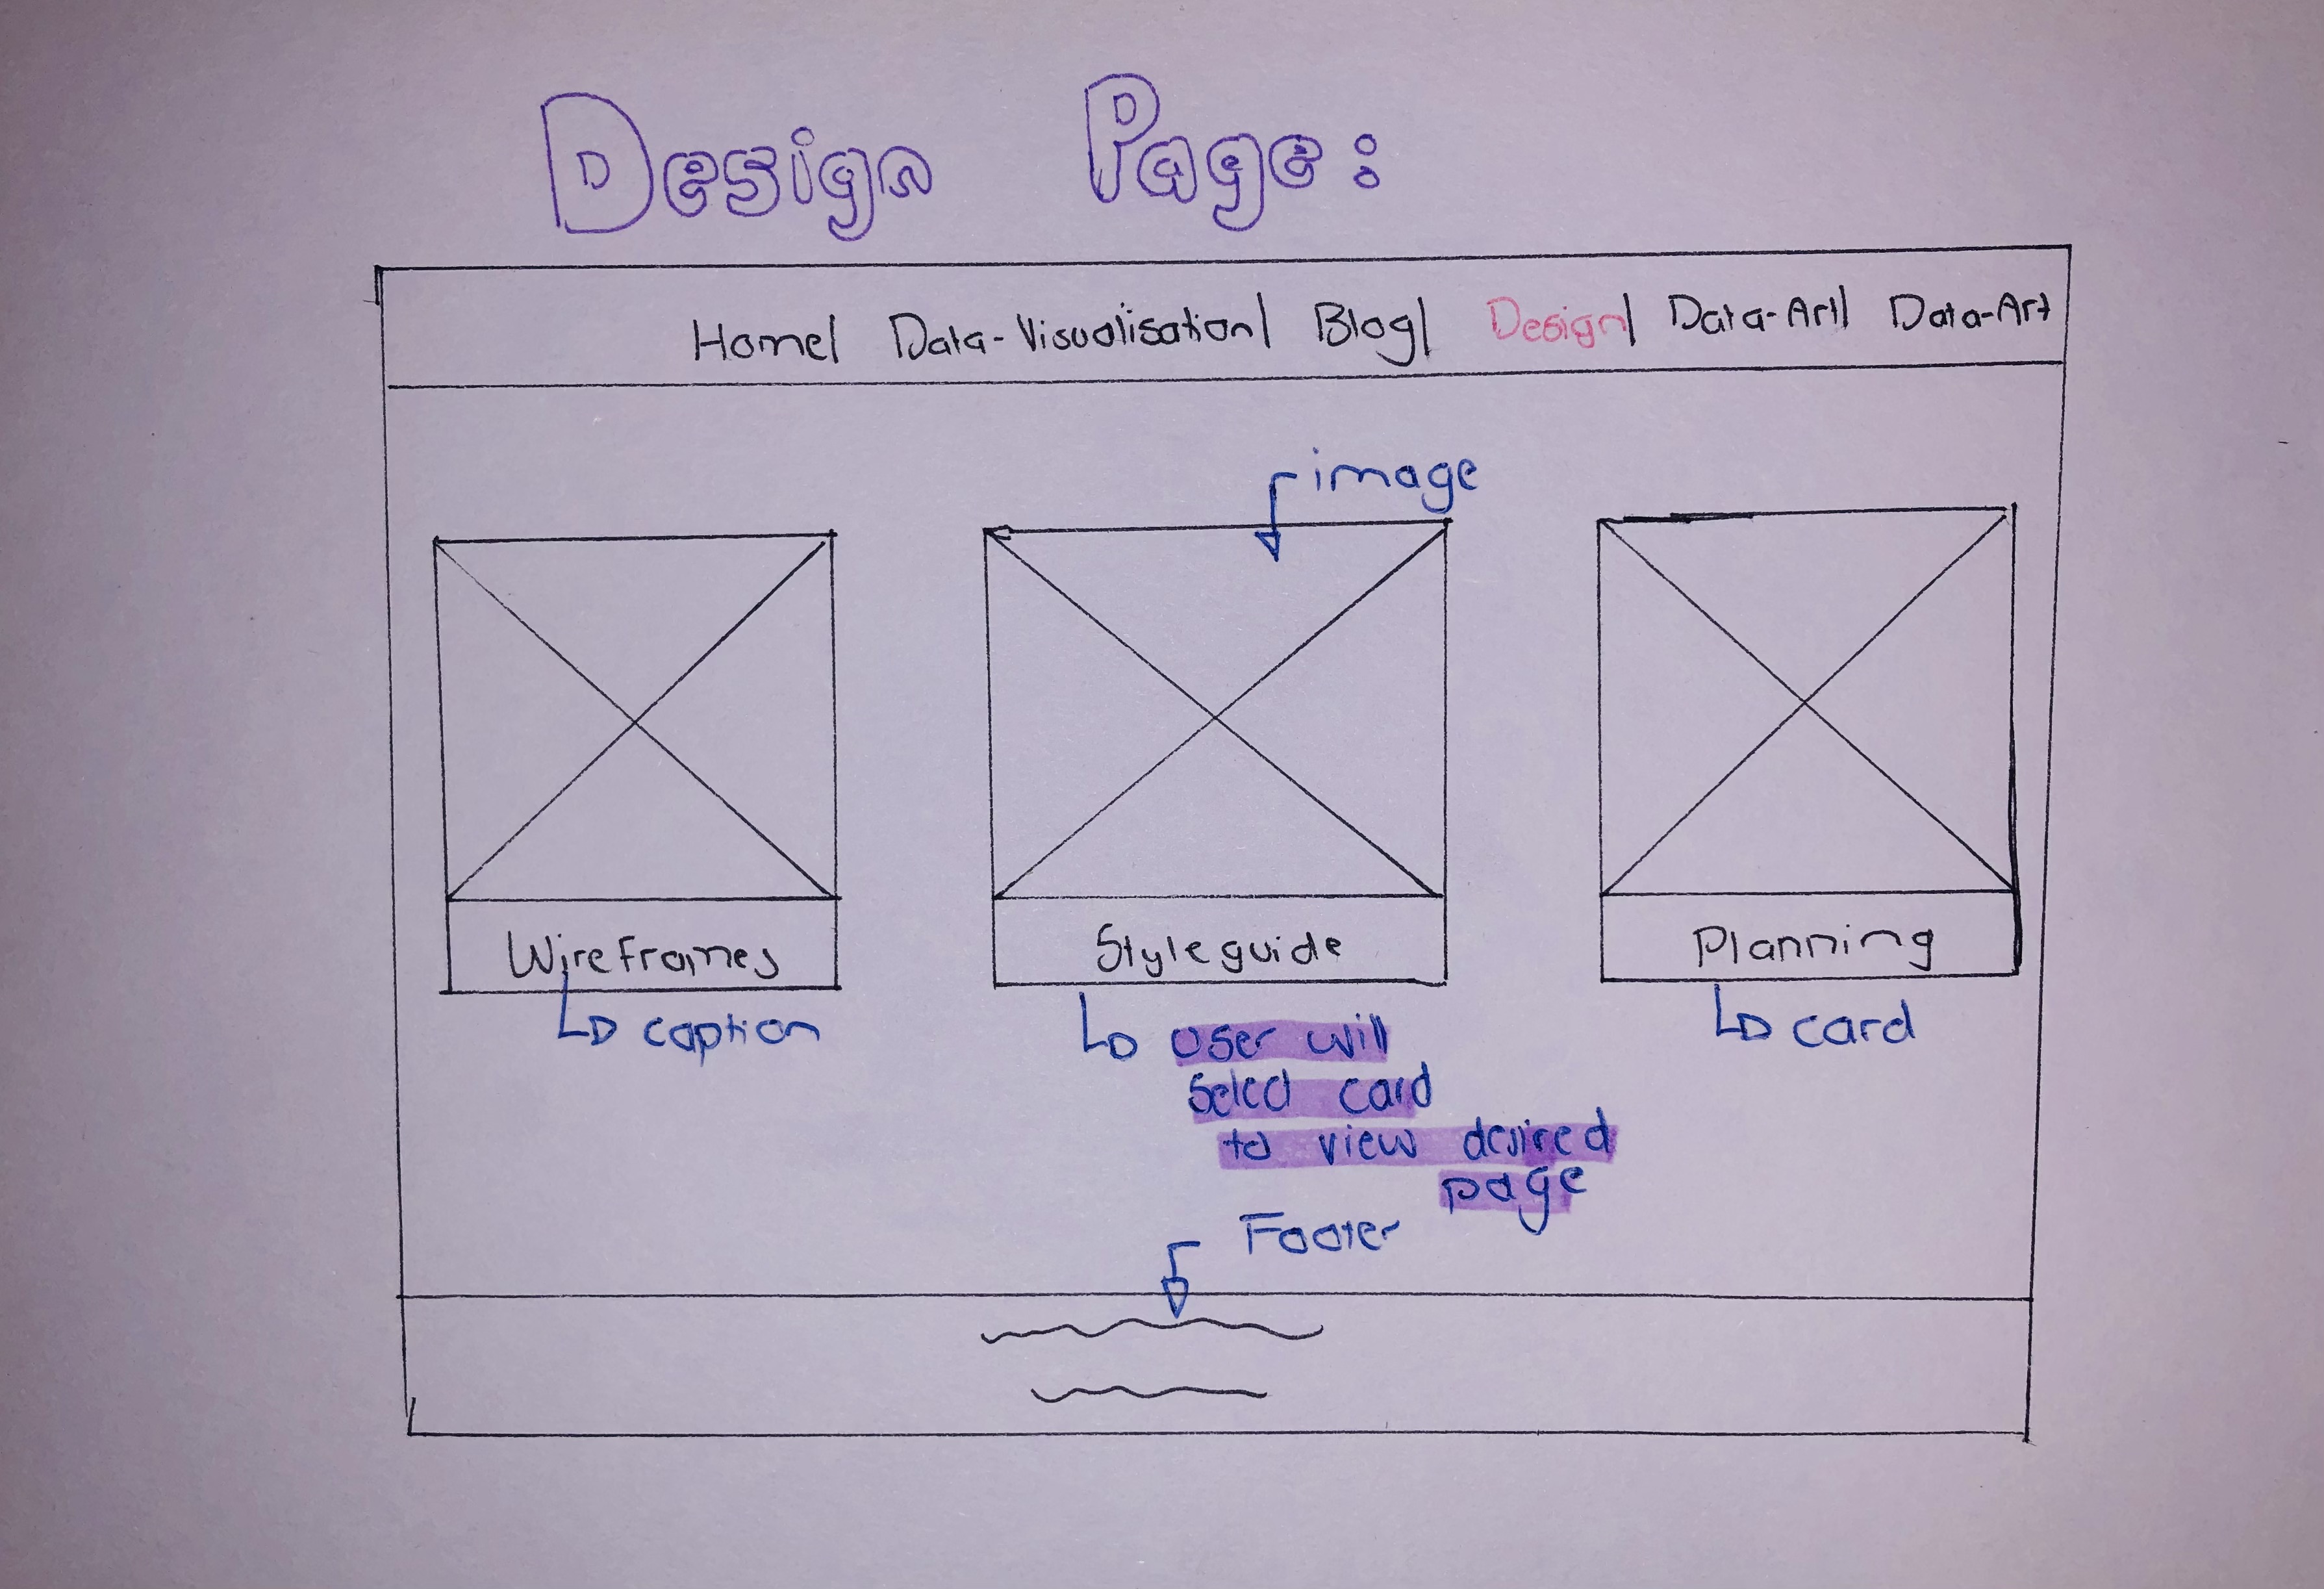 Design Page:
Home| Data-Visualisation| Blog| Design| Data-Art| Data-Art
image
Wireframes
Styleguide
Planning
caption
user will
select card
to view desired
page
card
Footer